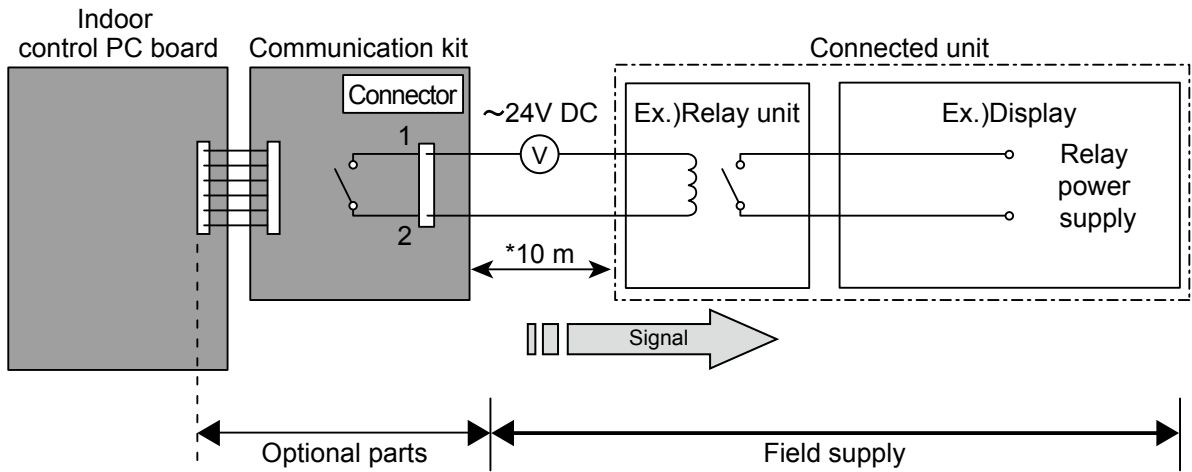 Indoor
control PC board
Communication kit
Connected unit
Connector
1
2
~24V DC
V
*10 m
Ex.)Relay unit
Ex.)Display
Relay
power
supply
Signal
Optional parts
Field supply